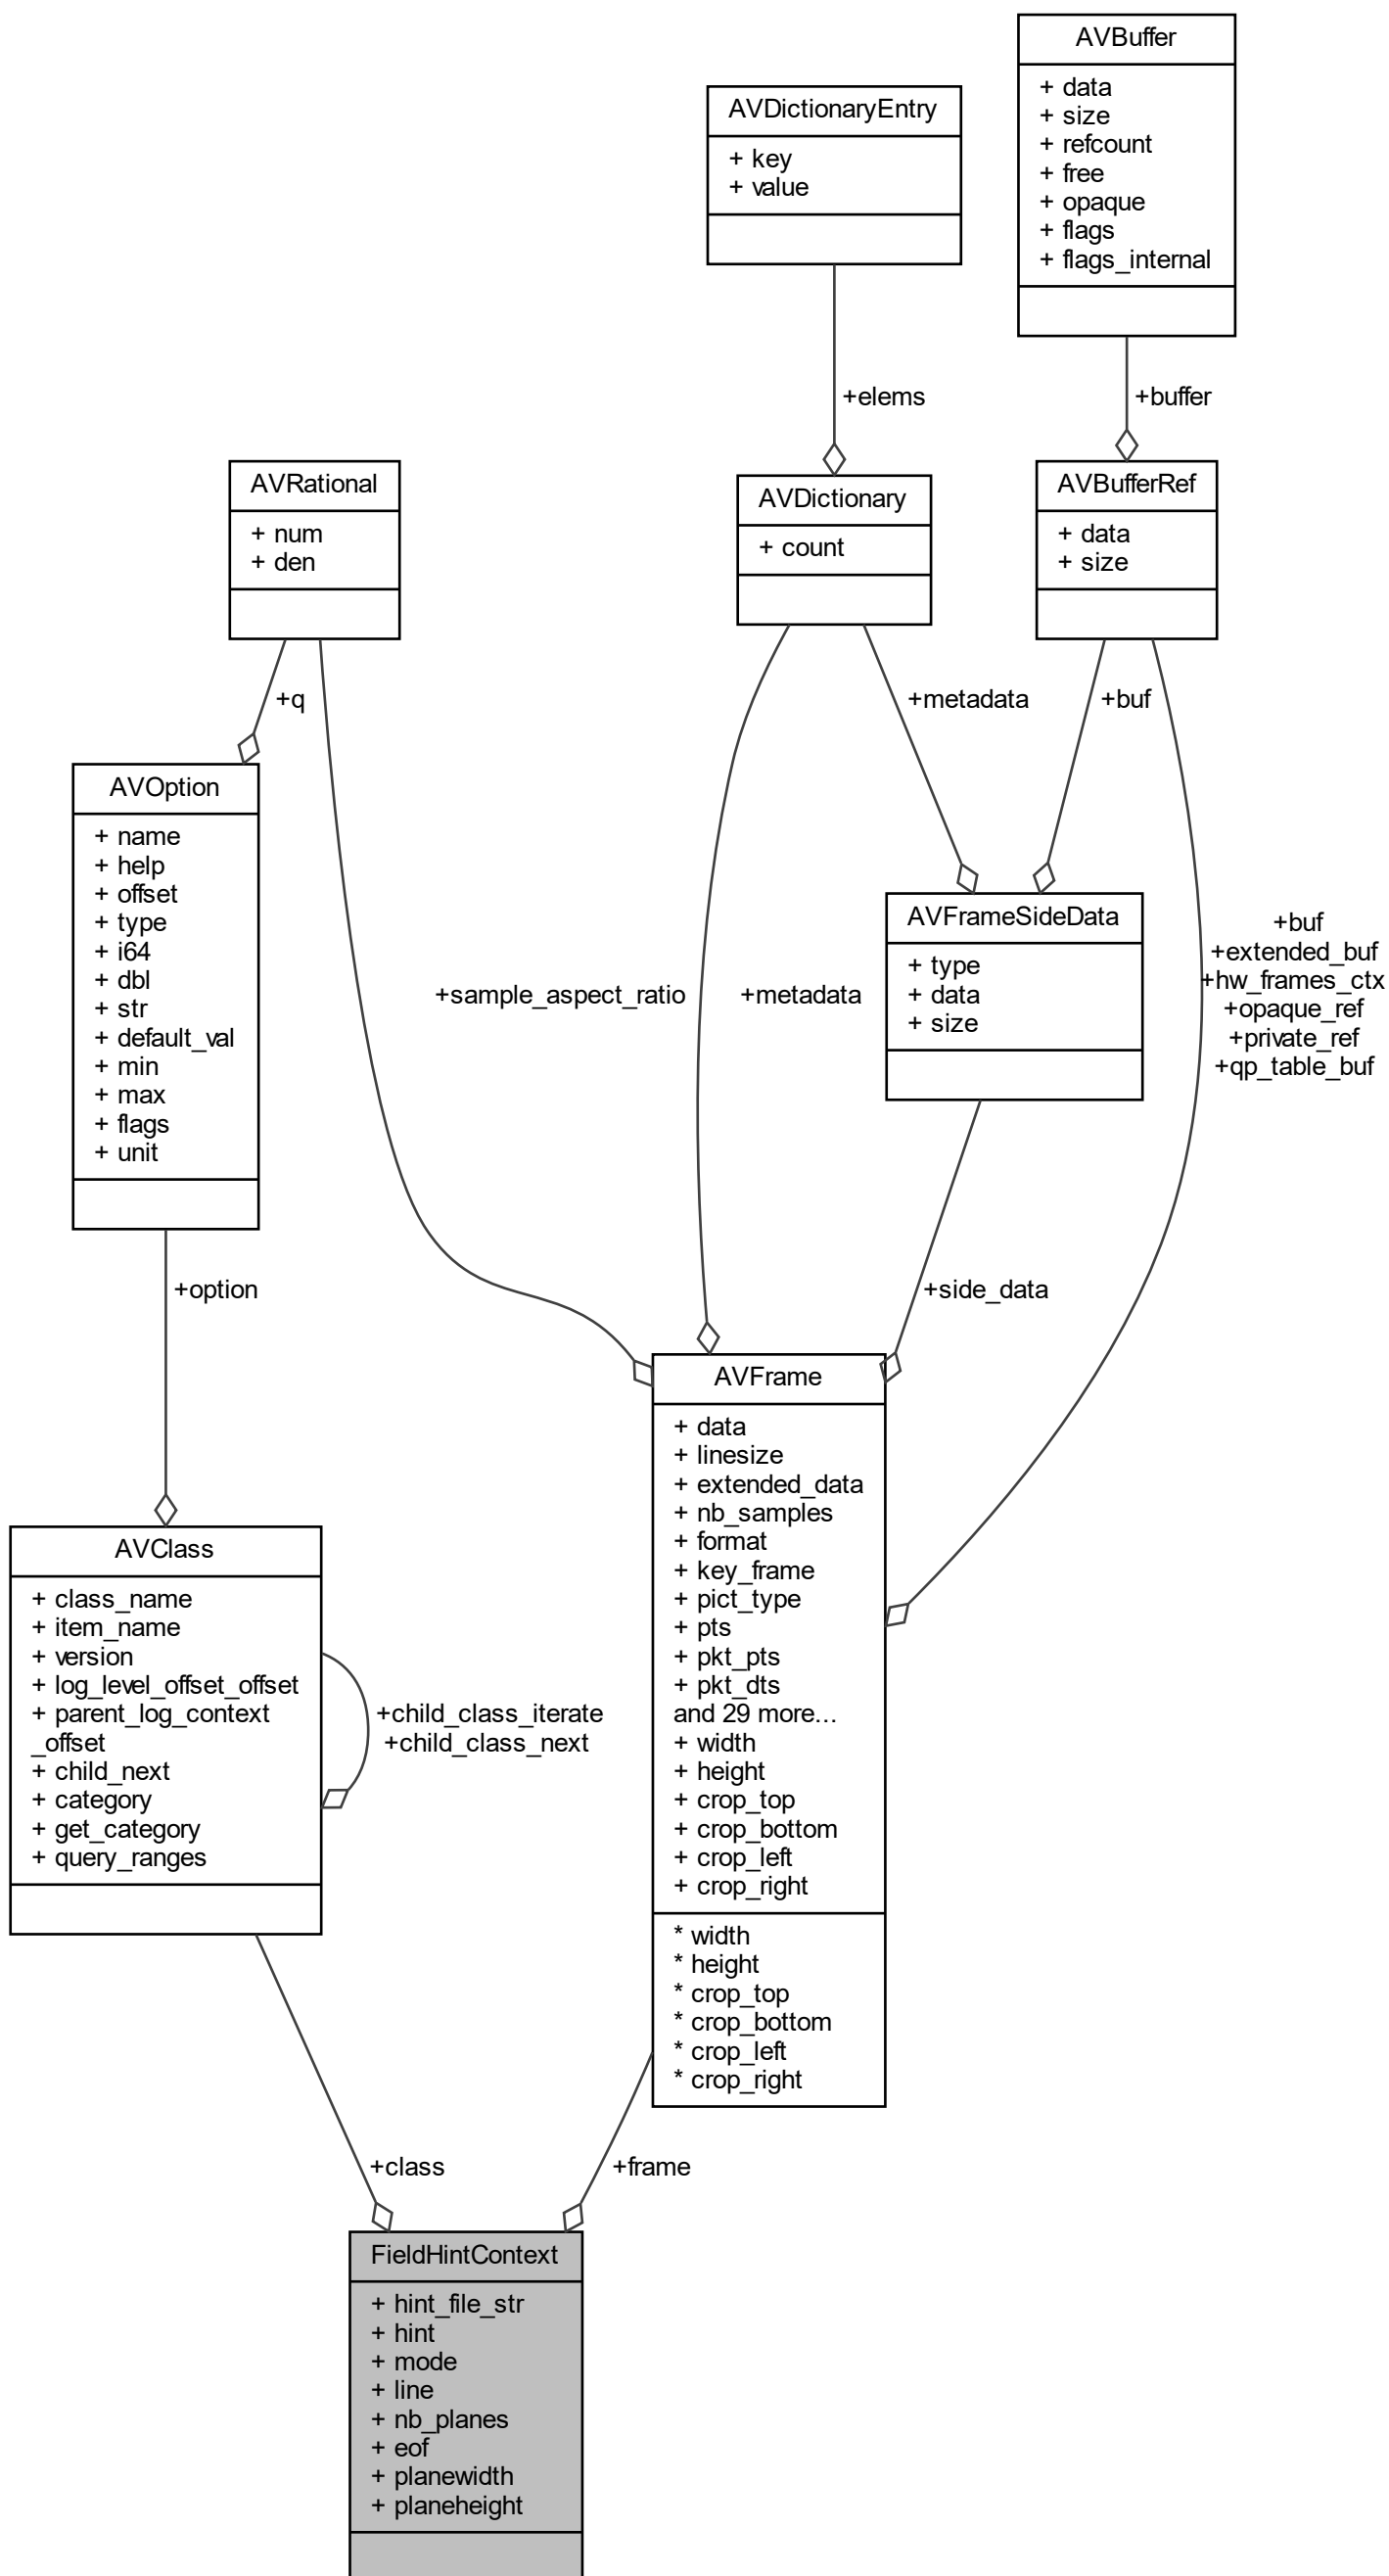 AVBuffer
+ data
+ size
+ refcount
+ free
+ opaque
+ flags
+ flags_internal
AVDictionaryEntry
+ key
+ value
+elems
+buffer
AVRational
+ num
+ den
AVDictionary
+ count
AVBufferRef
+ data
+ size
+q
+metadata
+buf
AVOption
+ name
+ help
+ offset
+ type
+ i64
+ dbl
+ str
+ default_val
+ min
+ max
+ flags
+ unit
+sample_aspect_ratio
+metadata
AVFrameSideData
+ type
+ data
+ size
+buf
+extended_buf
+hw_frames_ctx
+opaque_ref
+private_ref
+qp_table_buf
+option
+side_data
AVFrame
+ data
+ linesize
+ extended_data
+ nb_samples
+ format
+ key_frame
+ pict_type
+ pts
+ pkt_pts
+ pkt_dts
and 29 more...
+ width
+ height
+ crop_top
+ crop_bottom
+ crop_left
+ crop_right
* width
* height
* crop_top
* crop_bottom
* crop_left
* crop_right
AVClass
+ class_name
+ item_name
+ version
+ log_level_offset_offset
+ parent_log_context
_offset
+ child_next
+ category
+ get_category
+ query_ranges
+child_class_iterate
+child_class_next
+class
+frame
FieldHintContext
+ hint_file_str
+ hint
+ mode
+ line
+ nb_planes
+ eof
+ planewidth
+ planeheight